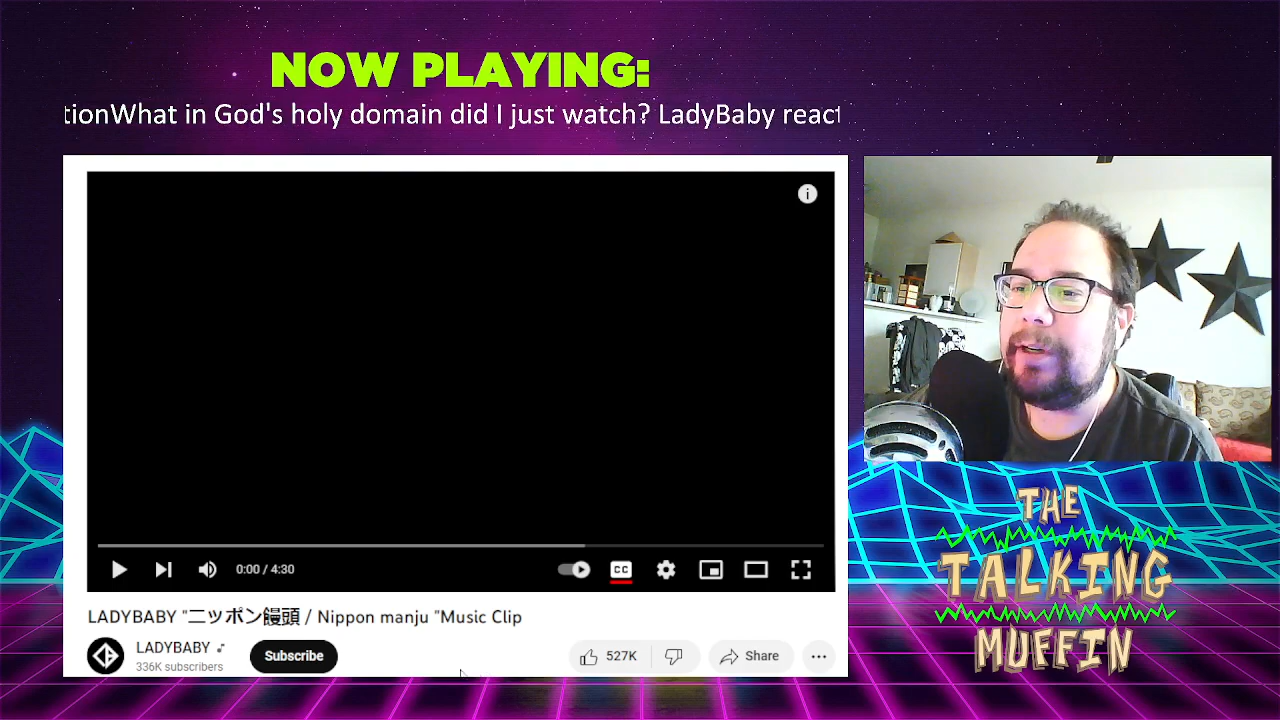 NOW PLAYING:
tionWhat in God's holy domain did I just watch? LadyBaby react
i
0:00 / 4:30
CC
LADYBABY "ニッポン饅頭 / Nippon manju "Music Clip
LADYBABY
336K subscribers
Subscribe
527K
Share
THE
TALKING
MUFFIN